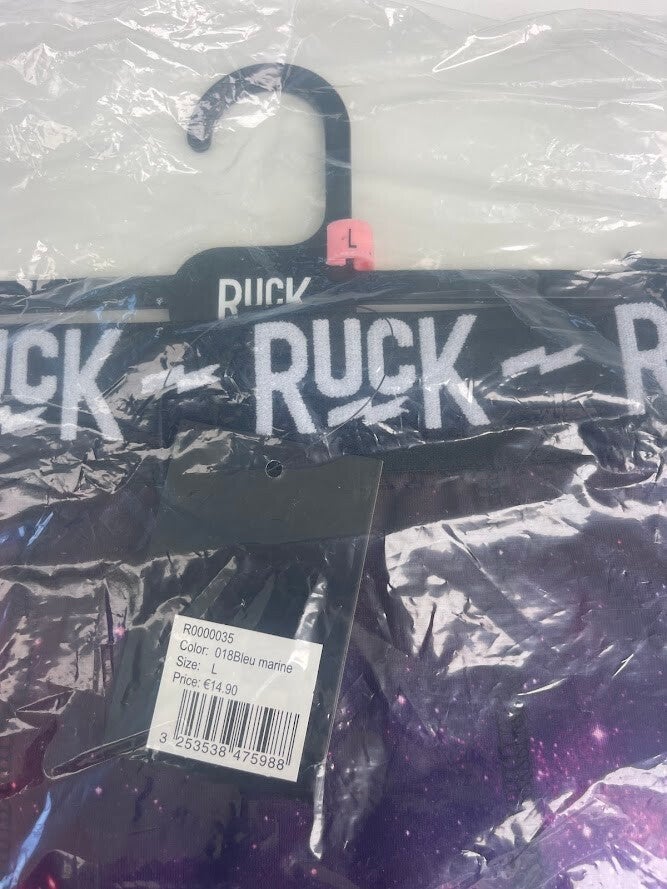 L
RUCK
RUCK
RUCK
R
R0000035
Color: 018Bleu marine
Size: L
Price: €14.90
3 253538 475988